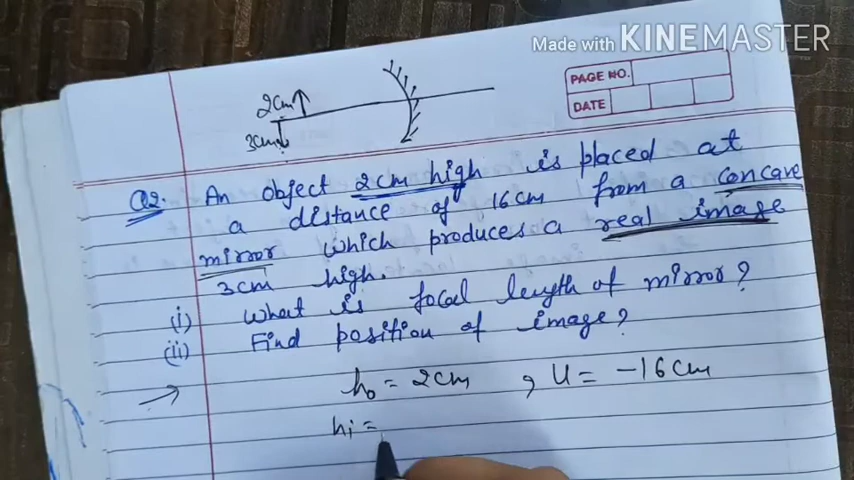 Made with KINEMASTER
PAGE NO.
DATE
2cm
3cm
Q2. An object 2cm high is placed at
a distance of 16cm from a concave
mirror which produces a real image
3cm high.
(i) What is focal length of mirror?
(ii) Find position of image?
→ ho = 2cm , U = -16cm
hi =